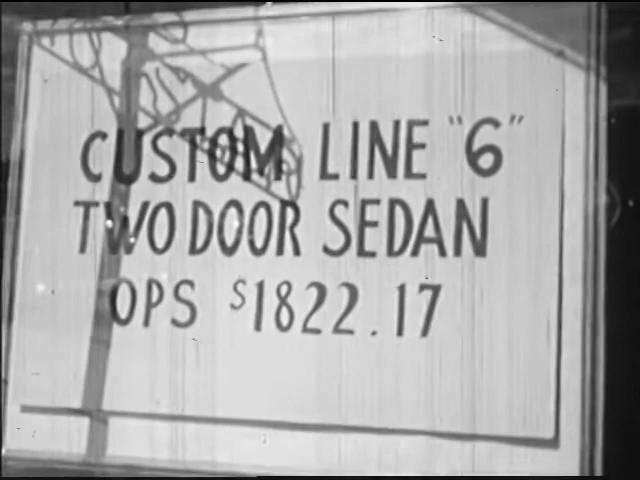 CUSTOM LINE "6"
TWO DOOR SEDAN
OPS $1822.17